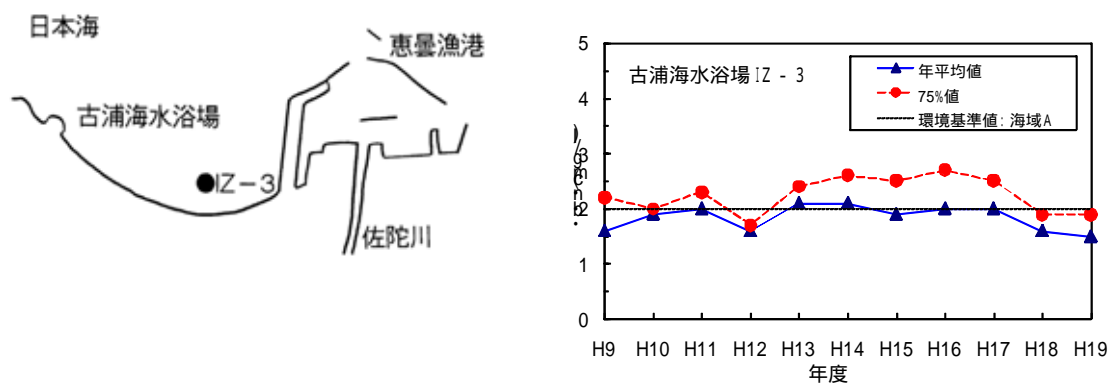 日本海
恵曇漁港
古浦海水浴場
IZ-3
佐陀川
古浦海水浴場 IZ - 3
年平均値
75%値
環境基準値: 海域A
5
4
3
2
1
0
H9 H10 H11 H12 H13 H14 H15 H16 H17 H18 H19
年度